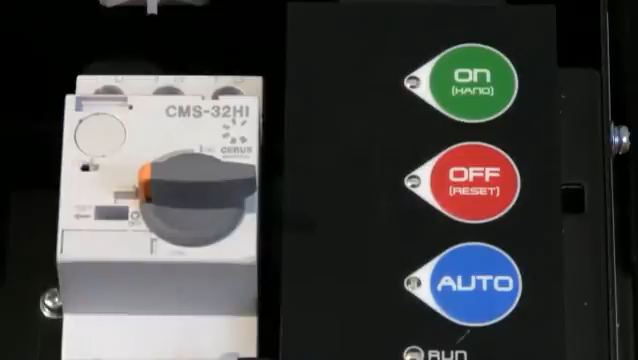 CMS-32HI
CERUS
ON
(HAND)
OFF
(RESET)
AUTO
RUN